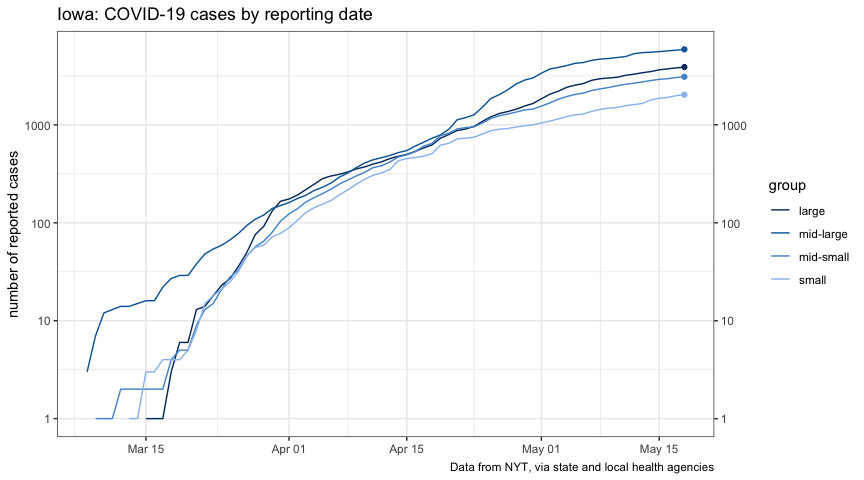 Iowa: COVID-19 cases by reporting date
number of reported cases
1000
100
10
1
1000
100
10
1
Mar 15
Apr 01
Apr 15
May 01
May 15
group
large
mid-large
mid-small
small
Data from NYT, via state and local health agencies